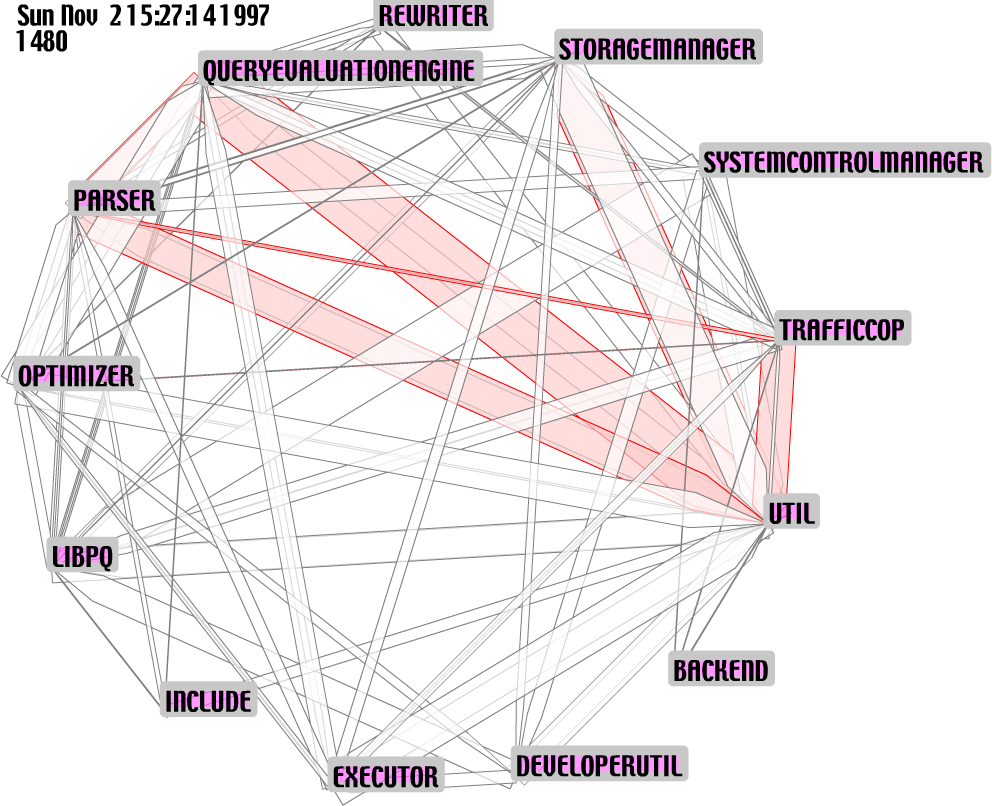 Sun Nov 2 15:27:14 1997
1480
REWRITER
STORAGEMANAGER
QUERYEVALUATIONENGINE
SYSTEMCONTROLMANAGER
PARSER
TRAFFICCOP
OPTIMIZER
UTIL
LIBPQ
BACKEND
INCLUDE
EXECUTOR
DEVELOPERUTIL